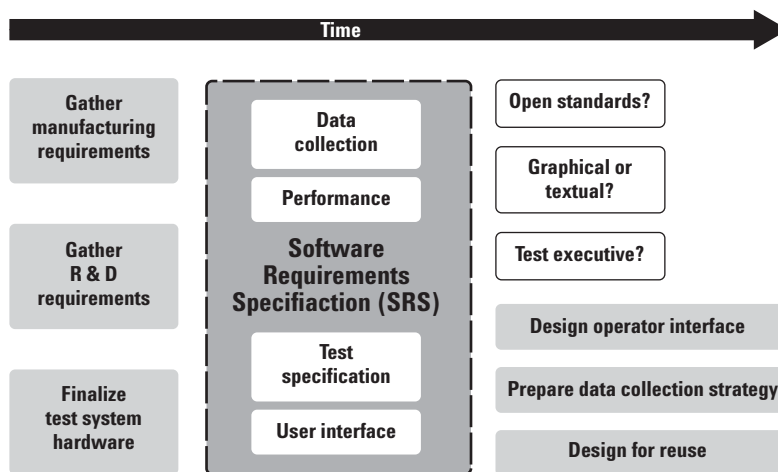 Time
Gather
manufacturing
requirements
Gather
R & D
requirements
Finalize
test system
hardware
Data
collection
Performance
Software
Requirements
Specifiaction (SRS)
Test
specification
User interface
Open standards?
Graphical or
textual?
Test executive?
Design operator interface
Prepare data collection strategy
Design for reuse